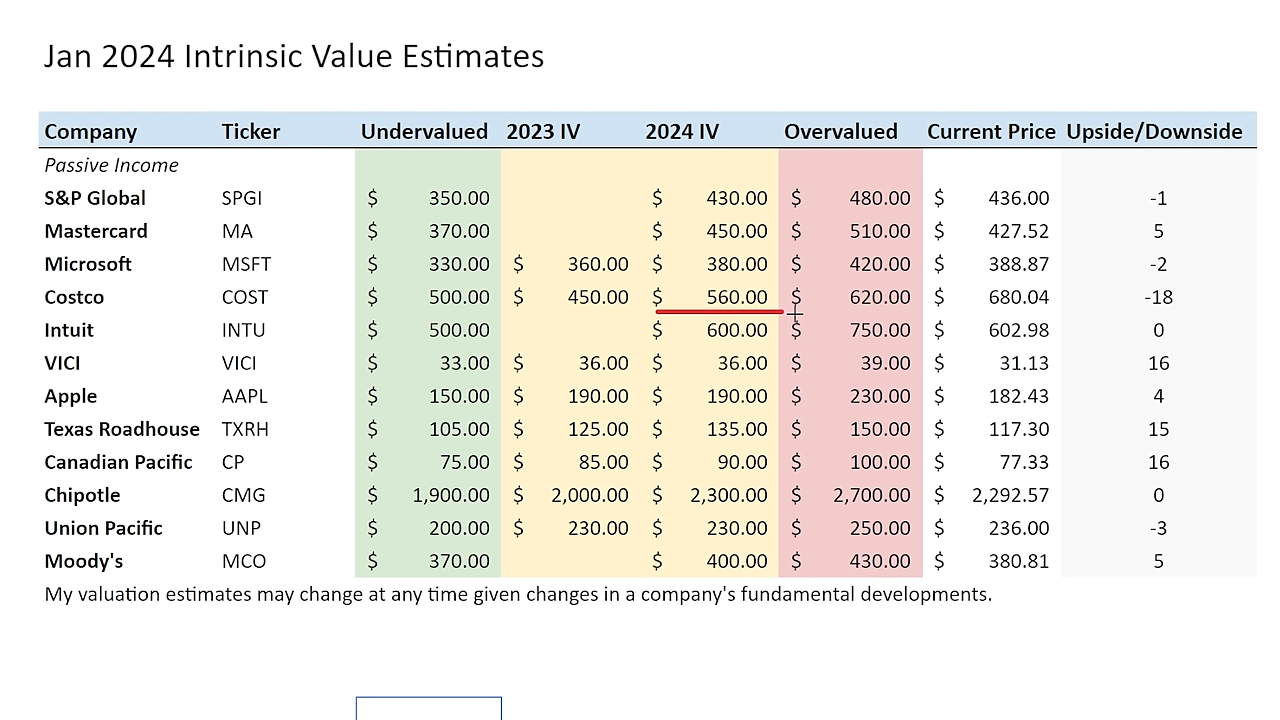 Jan 2024 Intrinsic Value Estimates
Company Ticker Undervalued 2023 IV 2024 IV Overvalued Current Price Upside/Downside
Passive Income
S&P Global SPGI $ 350.00 $ 430.00 $ 480.00 $ 436.00 -1
Mastercard MA $ 370.00 $ 450.00 $ 510.00 $ 427.52 5
Microsoft MSFT $ 330.00 $ 360.00 $ 380.00 $ 420.00 $ 388.87 -2
Costco COST $ 500.00 $ 450.00 $ 560.00 $ 620.00 $ 680.04 -18
Intuit INTU $ 500.00 $ 600.00 $ 750.00 $ 602.98 0
VICI VICI $ 33.00 $ 36.00 $ 36.00 $ 39.00 $ 31.13 16
Apple AAPL $ 150.00 $ 190.00 $ 190.00 $ 230.00 $ 182.43 4
Texas Roadhouse TXRH $ 105.00 $ 125.00 $ 135.00 $ 150.00 $ 117.30 15
Canadian Pacific CP $ 75.00 $ 85.00 $ 90.00 $ 100.00 $ 77.33 16
Chipotle CMG $ 1,900.00 $ 2,000.00 $ 2,300.00 $ 2,700.00 $ 2,292.57 0
Union Pacific UNP $ 200.00 $ 230.00 $ 230.00 $ 250.00 $ 236.00 -3
Moody's MCO $ 370.00 $ 400.00 $ 430.00 $ 380.81 5
My valuation estimates may change at any time given changes in a company's fundamental developments.